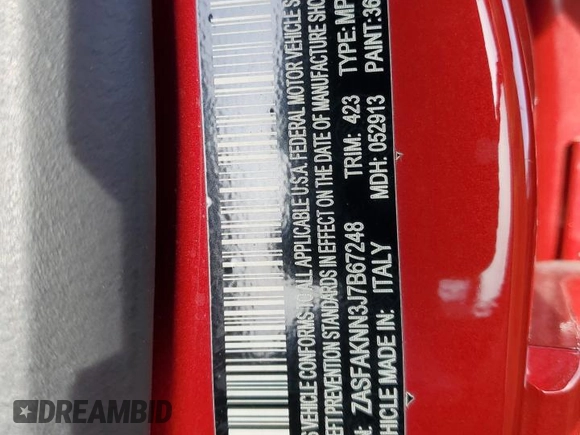 S VEHICLE CONFORMS TO ALL APPLICABLE U.S.A. FEDERAL MOTOR VEHICLE S
EFT PREVENTION STANDARDS IN EFFECT ON THE DATE OF MANUFACTURE SHO
N: ZASFAKNN3J7B67248 TRIM: 423 TYPE: MP
EHICLE MADE IN: ITALY MDH: 052913 PAINT: 36
DREAMBID